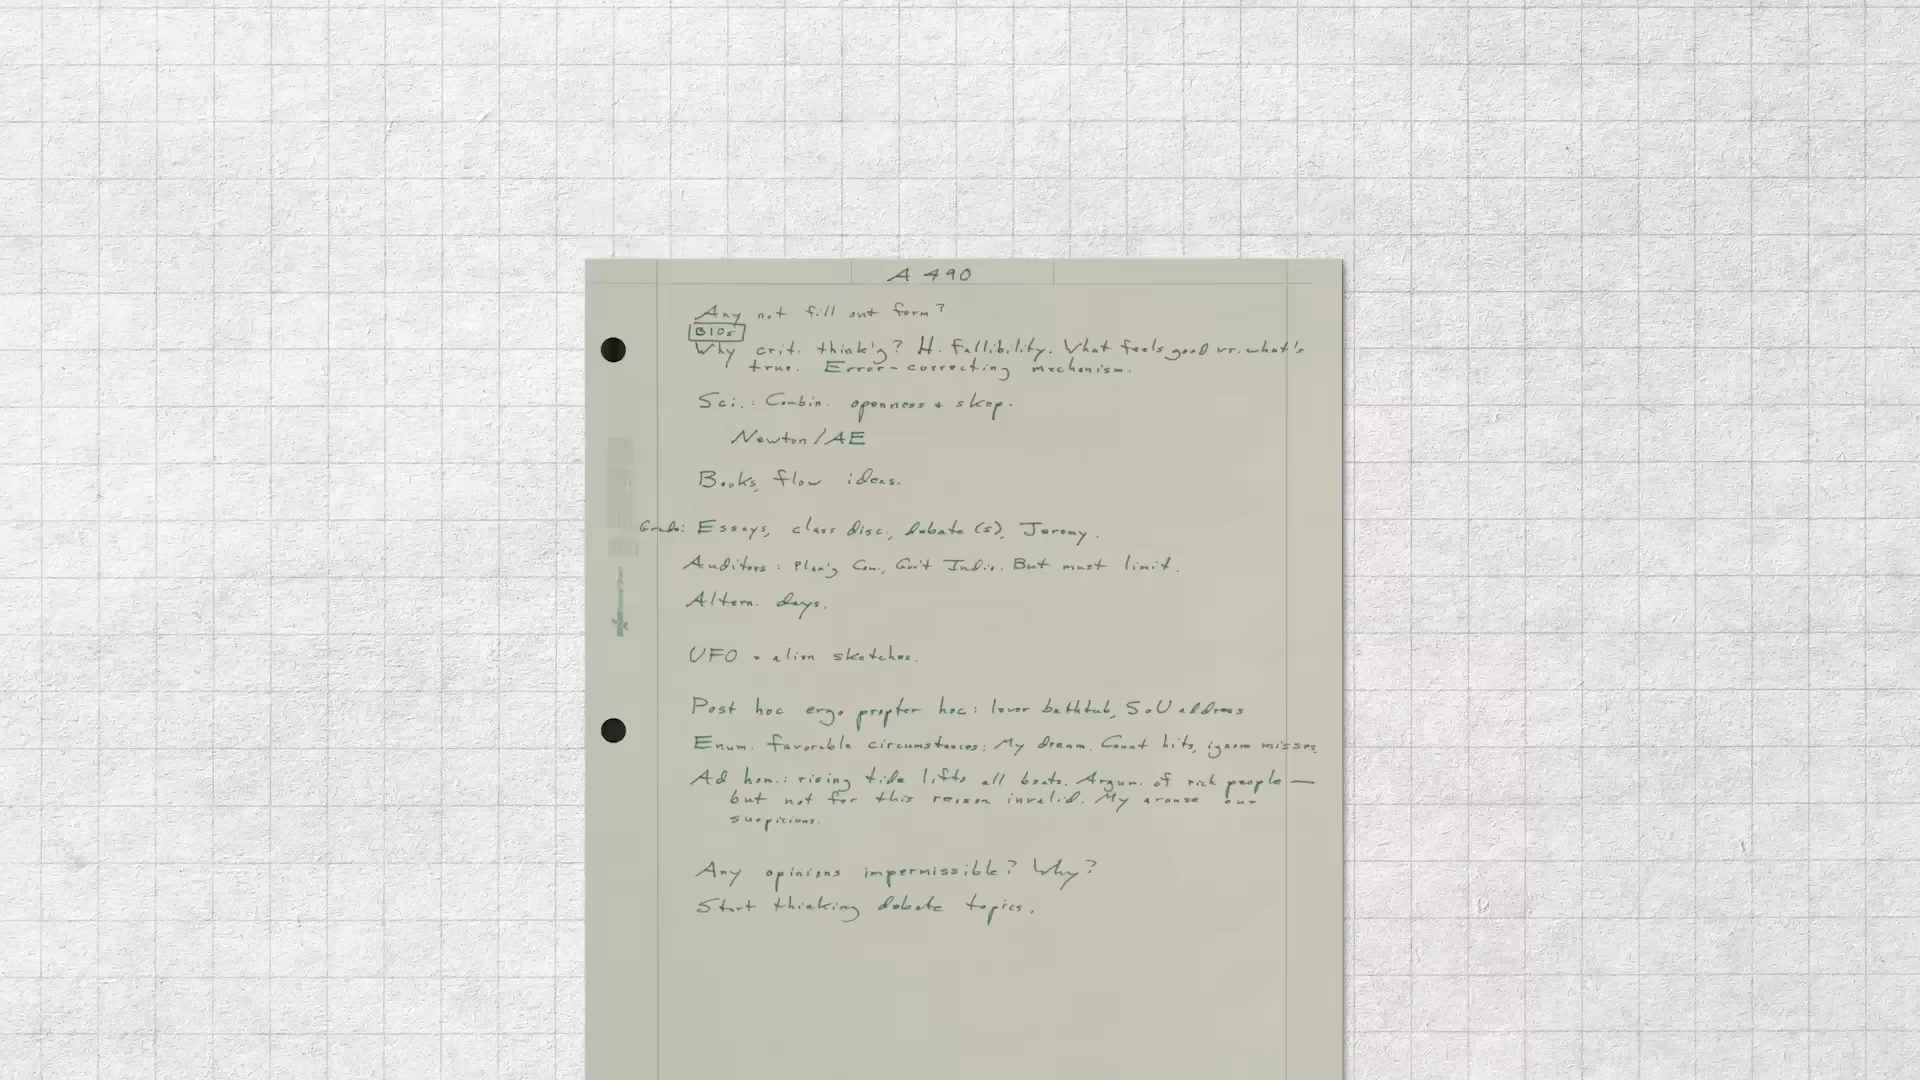 A 490
Any not fill out form?
BIOS
Why crit. think'g? H. fallibility. What feels good vs. what's
true. Error-correcting mechanism.
Sci.: Combin. openness + skep.
Newton/AE
Books, flow ideas.
Grade: Essays, class disc., debate(s), Jeremy.
Auditors: Plan'g Com., Gov't Indiv. But must limit.
Altern. days.
UFO + alien sketches.
Post hoc ergo propter hoc: lever bathtub, SoU address
Enum. favorable circumstances: My dream. Count hits, ignore misses.
Ad hom.: rising tide lifts all boats. Argum. of rich people —
but not for this reason invalid. My arouse our
suspicions.
Any opinions impermissible? Why?
Start thinking debate topics.